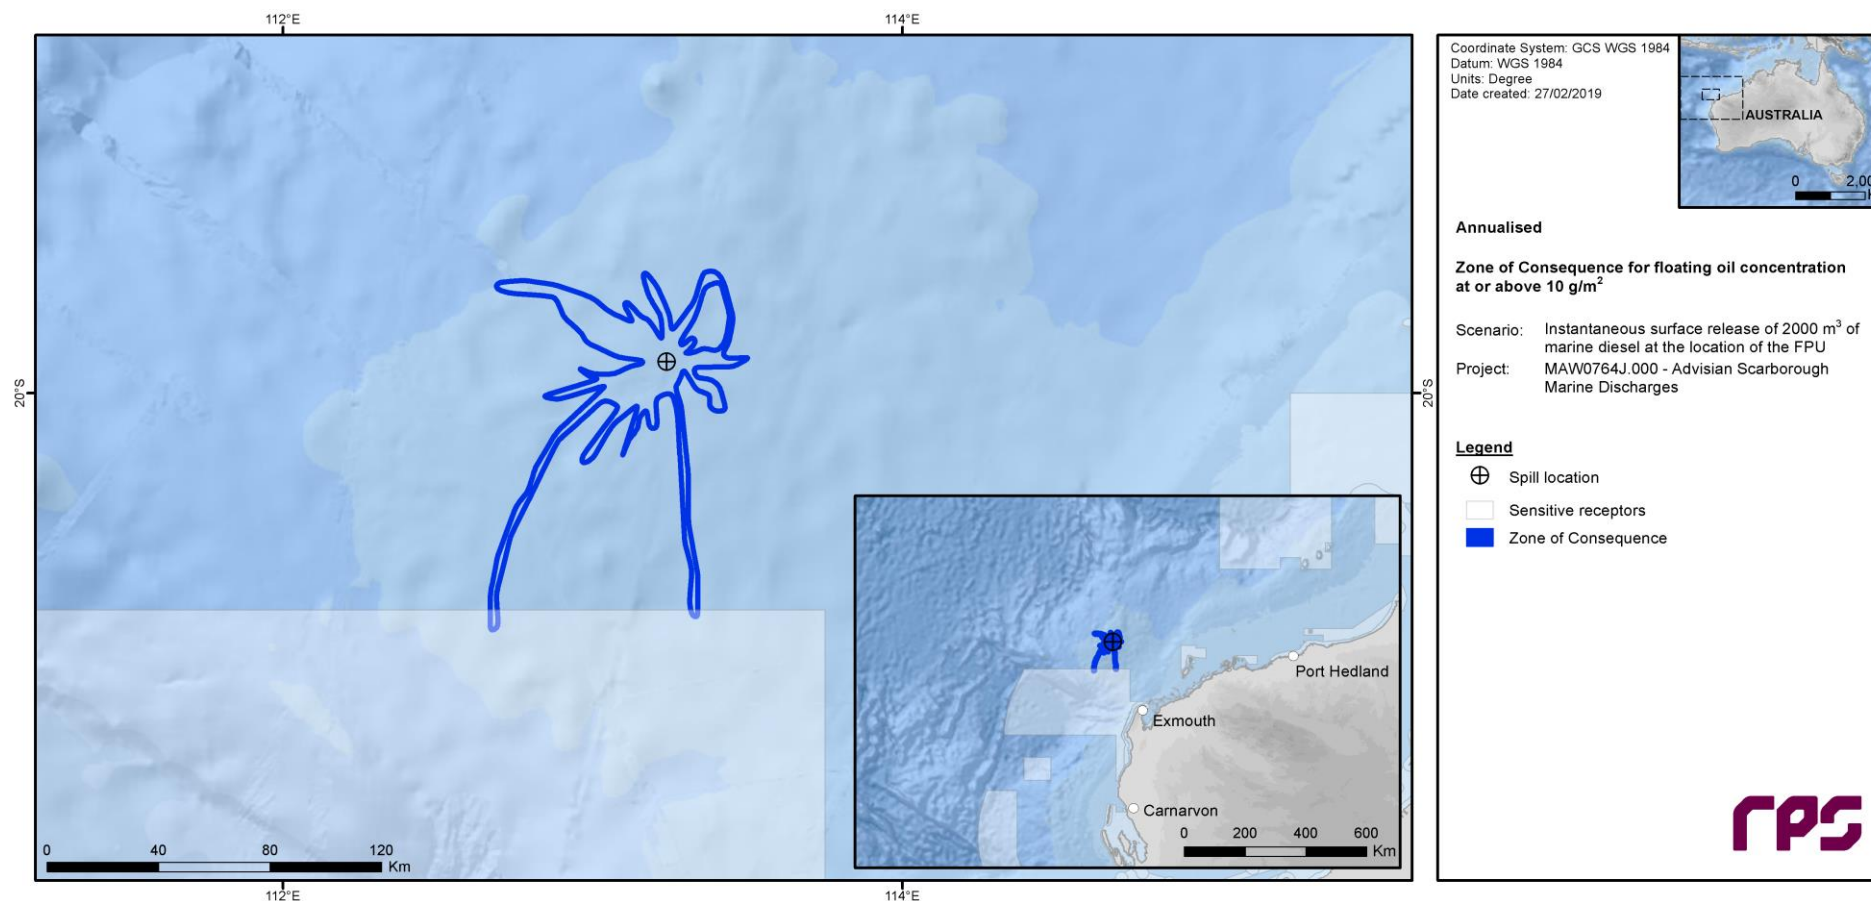 112°E
114°E
20°S
20°S
0 40 80 120
Km
112°E
114°E
Port Hedland
Exmouth
Carnarvon
0 200 400 600
Km
Coordinate System: GCS WGS 1984
Datum: WGS 1984
Units: Degree
Date created: 27/02/2019
AUSTRALIA
0
Annualised
Zone of Consequence for floating oil concentration
at or above 10 g/m²
Scenario: Instantaneous surface release of 2000 m³ of
marine diesel at the location of the FPU
Project: MAW0764J.000 - Advisian Scarborough
Marine Discharges
Legend
Spill location
Sensitive receptors
Zone of Consequence
rps